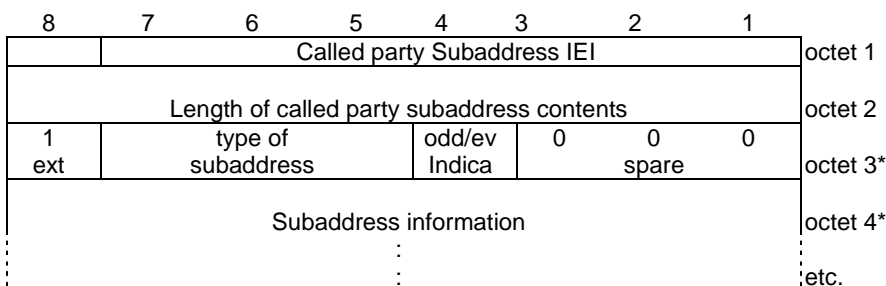 8 7 6 5 4 3 2 1
Called party Subaddress IEI octet 1
Length of called party subaddress contents octet 2
1 type of odd/ev 0 0 0
ext subaddress Indica spare octet 3*
Subaddress information octet 4*
:
: etc.